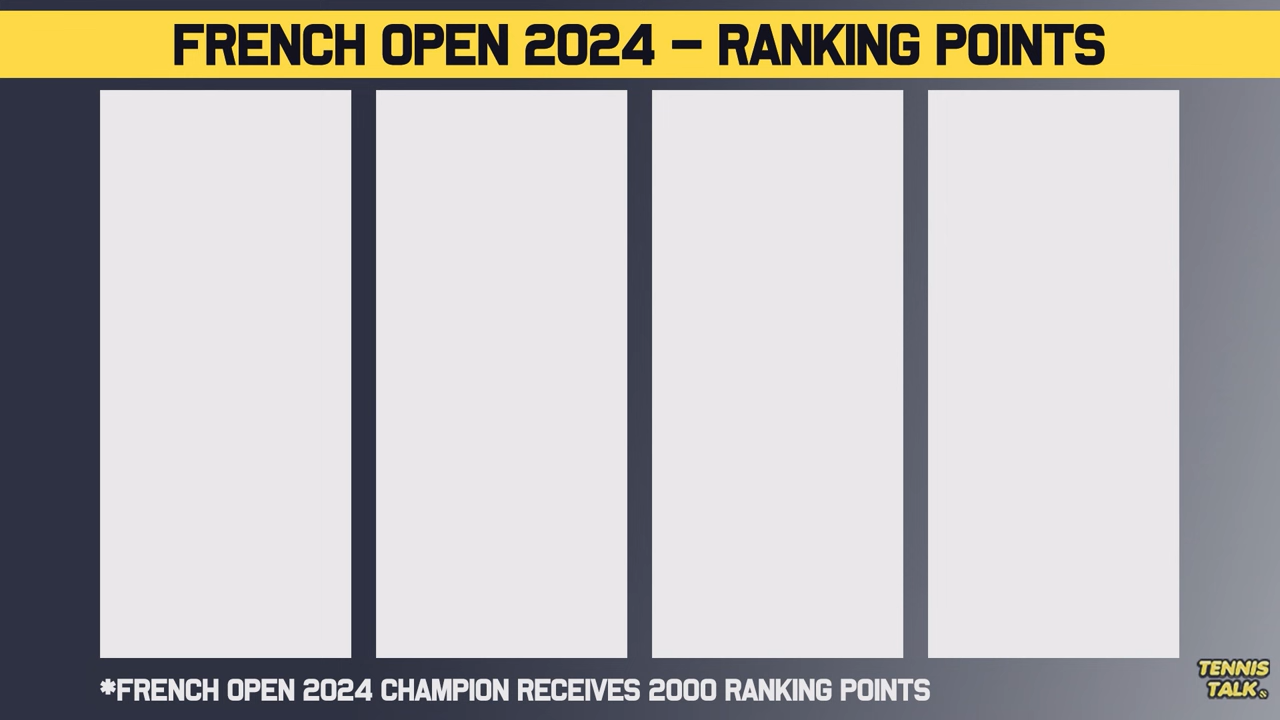 FRENCH OPEN 2024 – RANKING POINTS
*FRENCH OPEN 2024 CHAMPION RECEIVES 2000 RANKING POINTS
TENNIS
TALK